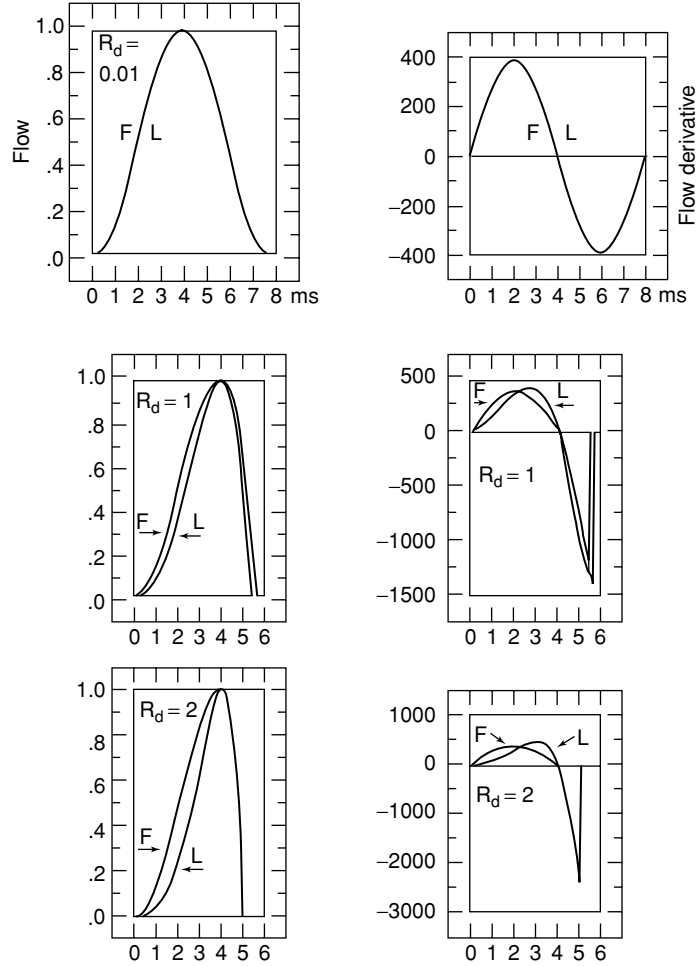 R_d =
0.01
1.0
.8
.6
.4
.2
.0
Flow
F L
0 1 2 3 4 5 6 7 8 ms
400
200
0
−200
−400
F L
Flow derivative
0 1 2 3 4 5 6 7 8 ms
1.0
.8
.6
.4
.2
.0
R_d = 1
F
L
0 1 2 3 4 5 6
500
0
−500
−1000
−1500
F
L
R_d = 1
0 1 2 3 4 5 6
1.0
.8
.6
.4
.2
.0
R_d = 2
F
L
0 1 2 3 4 5 6
1000
0
−1000
−2000
−3000
F
L
R_d = 2
0 1 2 3 4 5 6